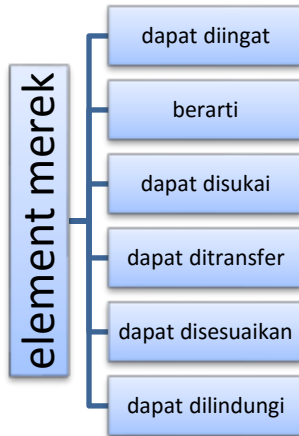 element merek
dapat diingat
berarti
dapat disukai
dapat ditransfer
dapat disesuaikan
dapat dilindungi